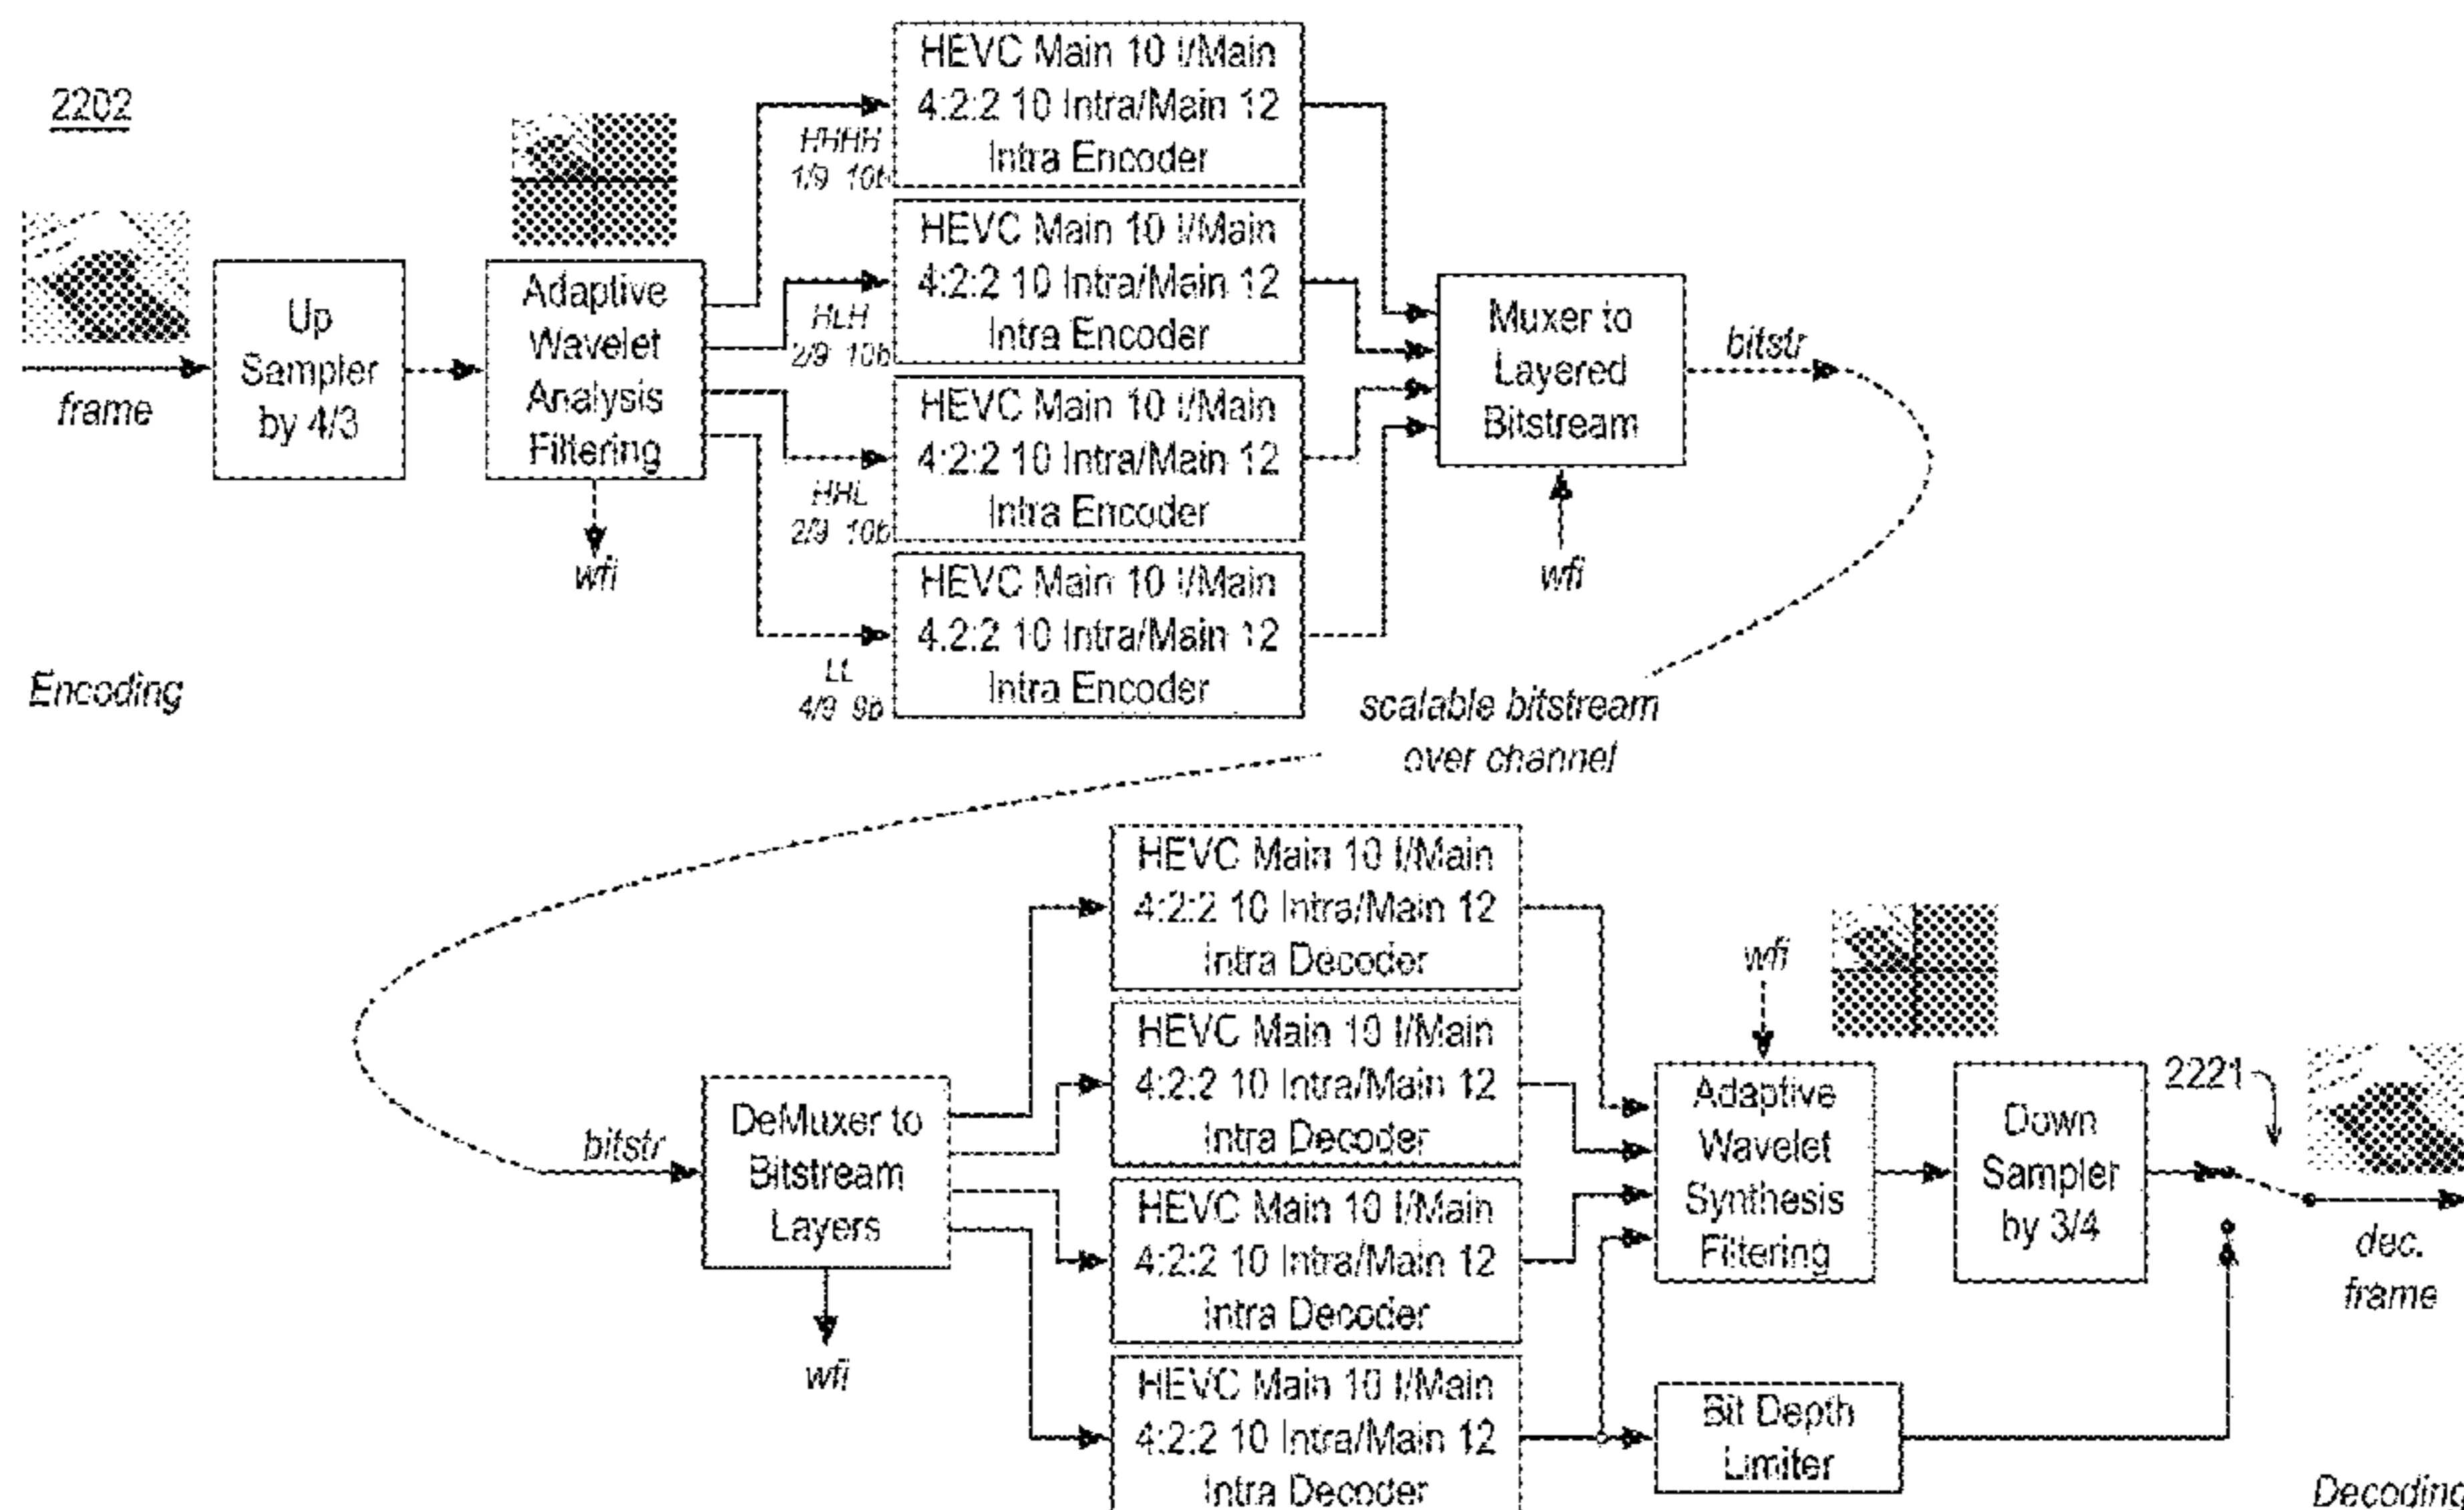 2202
frame
Up
Sampler
by 4/3
Adaptive
Wavelet
Analysis
Filtering
wfi
HHHH
1/9 10b
HLH
2/9 10b
HHL
2/9 10b
LL
4/9 9b
HEVC Main 10 I/Main
4:2:2 10 Intra/Main 12
Intra Encoder
HEVC Main 10 I/Main
4:2:2 10 Intra/Main 12
Intra Encoder
HEVC Main 10 I/Main
4:2:2 10 Intra/Main 12
Intra Encoder
HEVC Main 10 I/Main
4:2:2 10 Intra/Main 12
Intra Encoder
Muxer to
Layered
Bitstream
wfi
bitstr
Encoding
scalable bitstream
over channel
bitstr
DeMuxer to
Bitstream
Layers
wfi
HEVC Main 10 I/Main
4:2:2 10 Intra/Main 12
Intra Decoder
HEVC Main 10 I/Main
4:2:2 10 Intra/Main 12
Intra Decoder
HEVC Main 10 I/Main
4:2:2 10 Intra/Main 12
Intra Decoder
HEVC Main 10 I/Main
4:2:2 10 Intra/Main 12
Intra Decoder
wfi
Adaptive
Wavelet
Synthesis
Filtering
Down
Sampler
by 3/4
2221
dec.
frame
Bit Depth
Limiter
Decoding